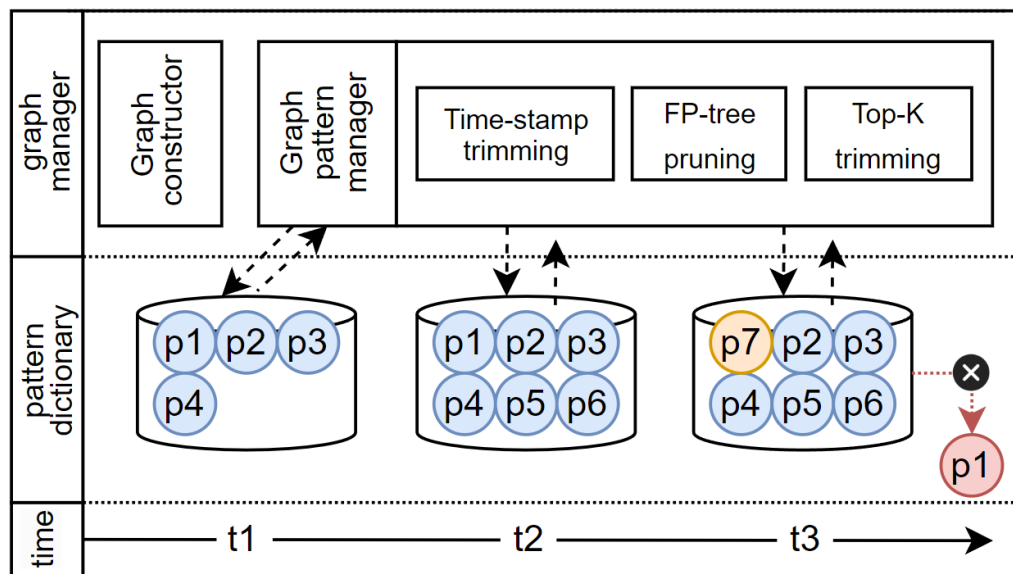 graph
manager
Graph
constructor
Graph
pattern
manager
Time-stamp
trimming
FP-tree
pruning
Top-K
trimming
pattern
dictionary
p1 p2 p3
p4
p1 p2 p3
p4 p5 p6
p7 p2 p3
p4 p5 p6
p1
time
t1 t2 t3